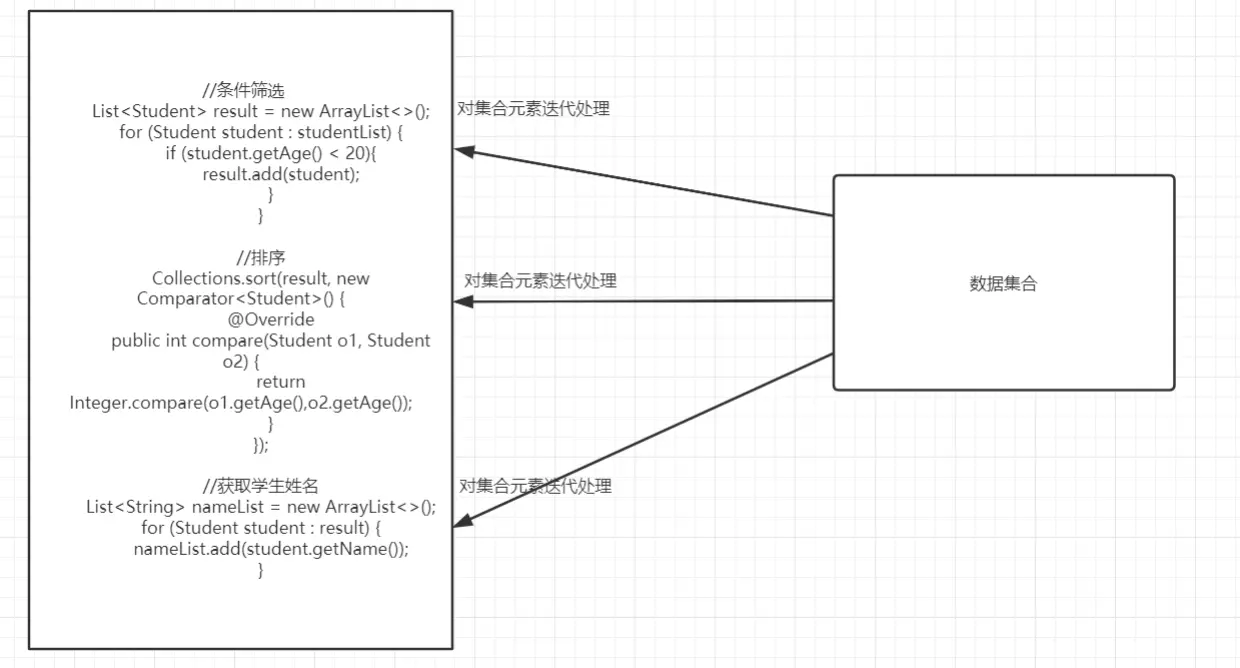 //条件筛选
List<Student> result = new ArrayList<>();
for (Student student : studentList) {
if (student.getAge() < 20){
result.add(student);
}
}
//排序
Collections.sort(result, new
Comparator<Student>() {
@Override
public int compare(Student o1, Student
o2) {
return
Integer.compare(o1.getAge(),o2.getAge());
}
});
//获取学生姓名
List<String> nameList = new ArrayList<>();
for (Student student : result) {
nameList.add(student.getName());
}
对集合元素迭代处理
对集合元素迭代处理
对集合元素迭代处理
数据集合